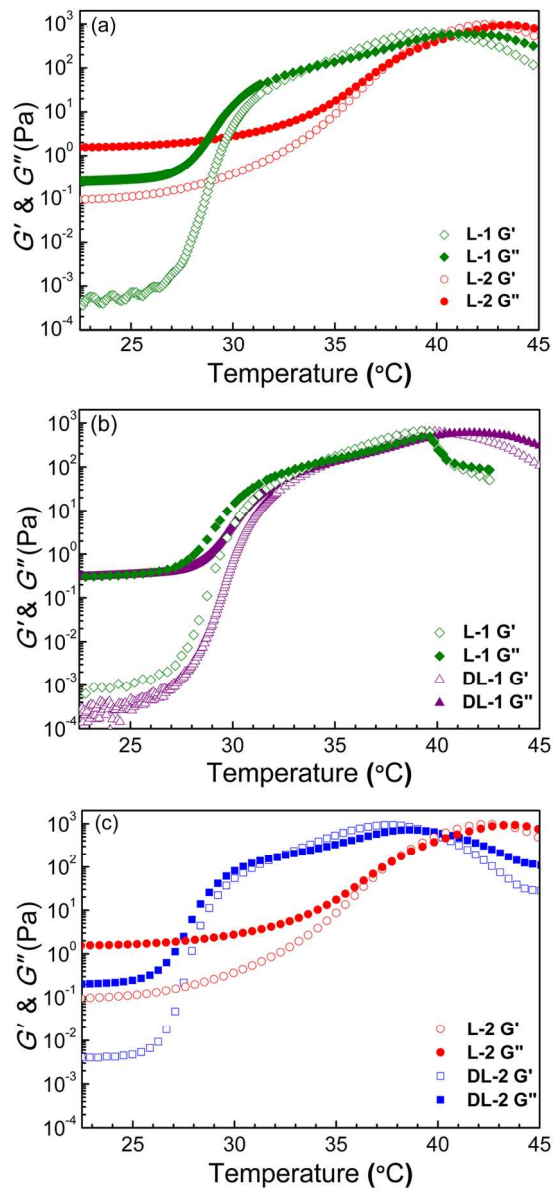 (a)
G' & G″(Pa)
10³
10²
10¹
10⁰
10⁻¹
10⁻²
10⁻³
10⁻⁴
L-1 G'
L-1 G″
L-2 G'
L-2 G″
25 30 35 40 45
Temperature (°C)
(b)
G' & G″(Pa)
10³
10²
10¹
10⁰
10⁻¹
10⁻²
10⁻³
10⁻⁴
L-1 G'
L-1 G″
DL-1 G'
DL-1 G″
25 30 35 40 45
Temperature (°C)
(c)
G' & G″(Pa)
10³
10²
10¹
10⁰
10⁻¹
10⁻²
10⁻³
10⁻⁴
L-2 G'
L-2 G″
DL-2 G'
DL-2 G″
25 30 35 40 45
Temperature (°C)